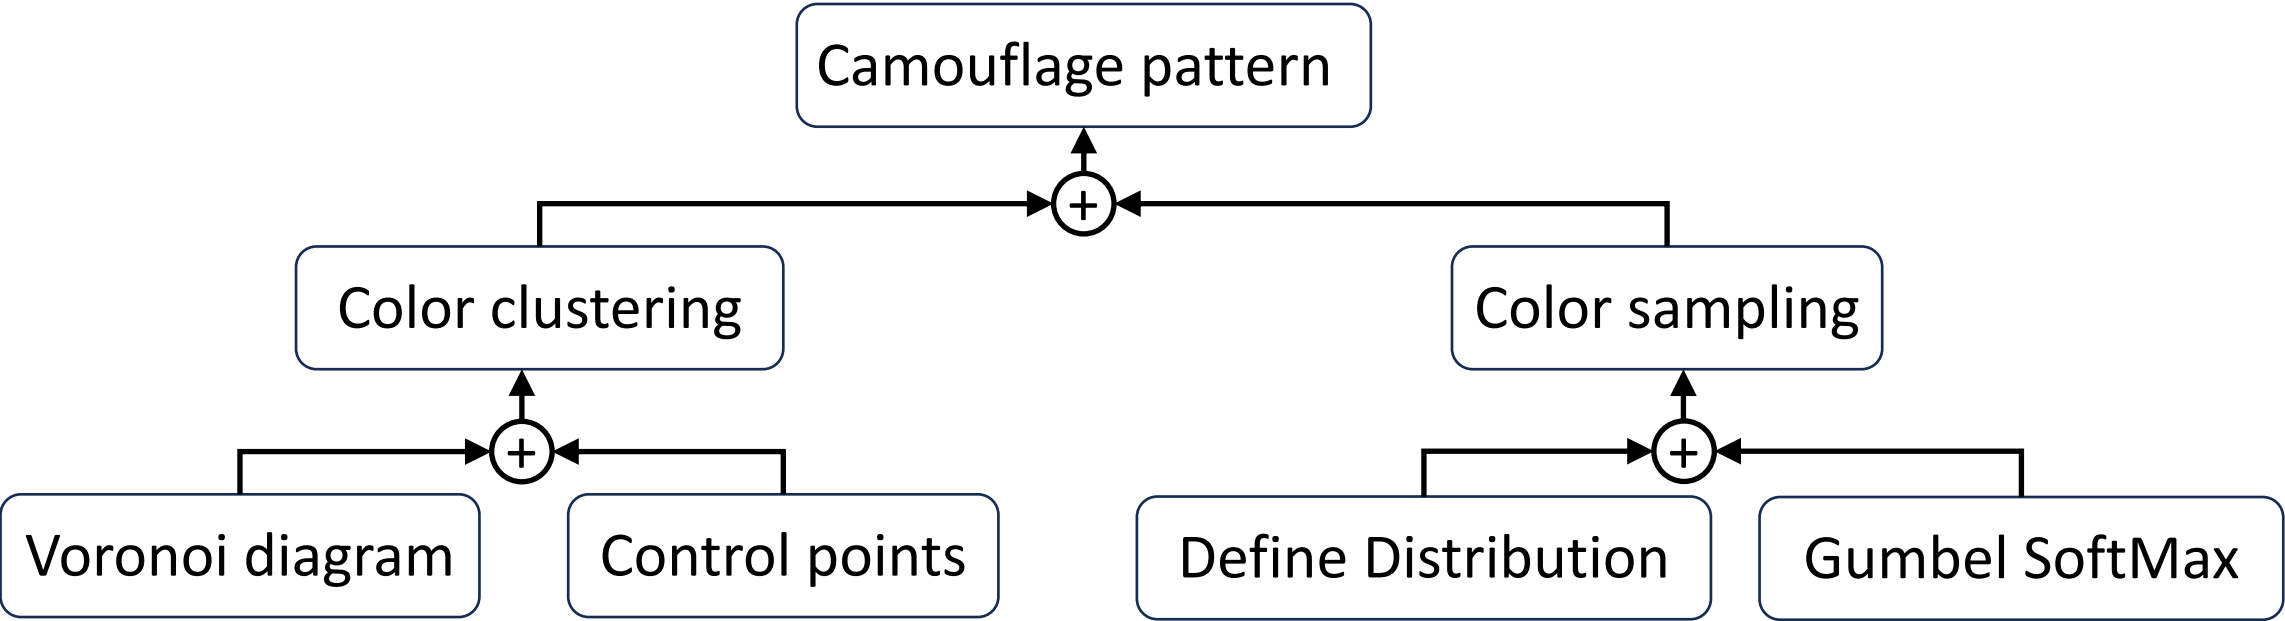 Camouflage pattern
+
Color clustering
Color sampling
+
+
Voronoi diagram
Control points
Define Distribution
Gumbel SoftMax